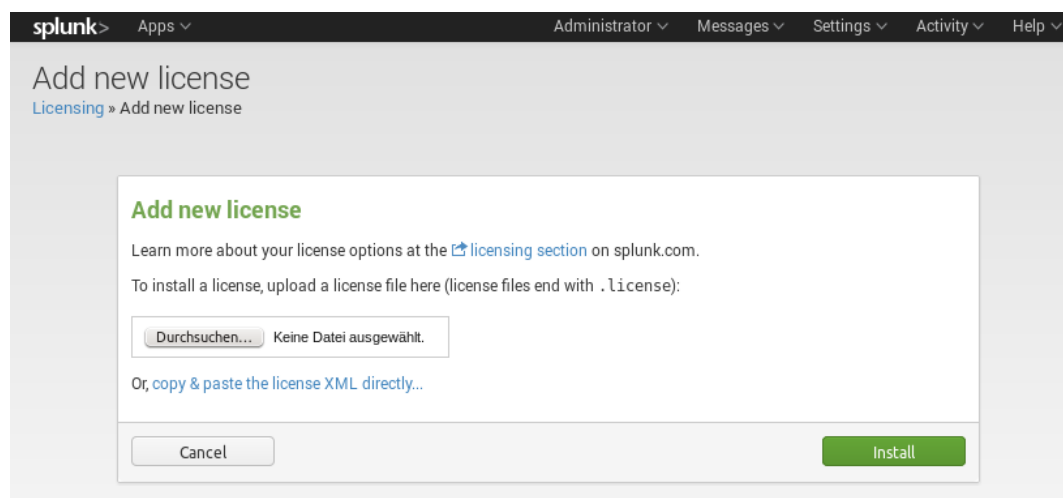 splunk> Apps Administrator Messages Settings Activity Help
Add new license
Licensing » Add new license
Add new license
Learn more about your license options at the licensing section on splunk.com.
To install a license, upload a license file here (license files end with .license):
Durchsuchen... Keine Datei ausgewählt.
Or, copy & paste the license XML directly...
Cancel Install